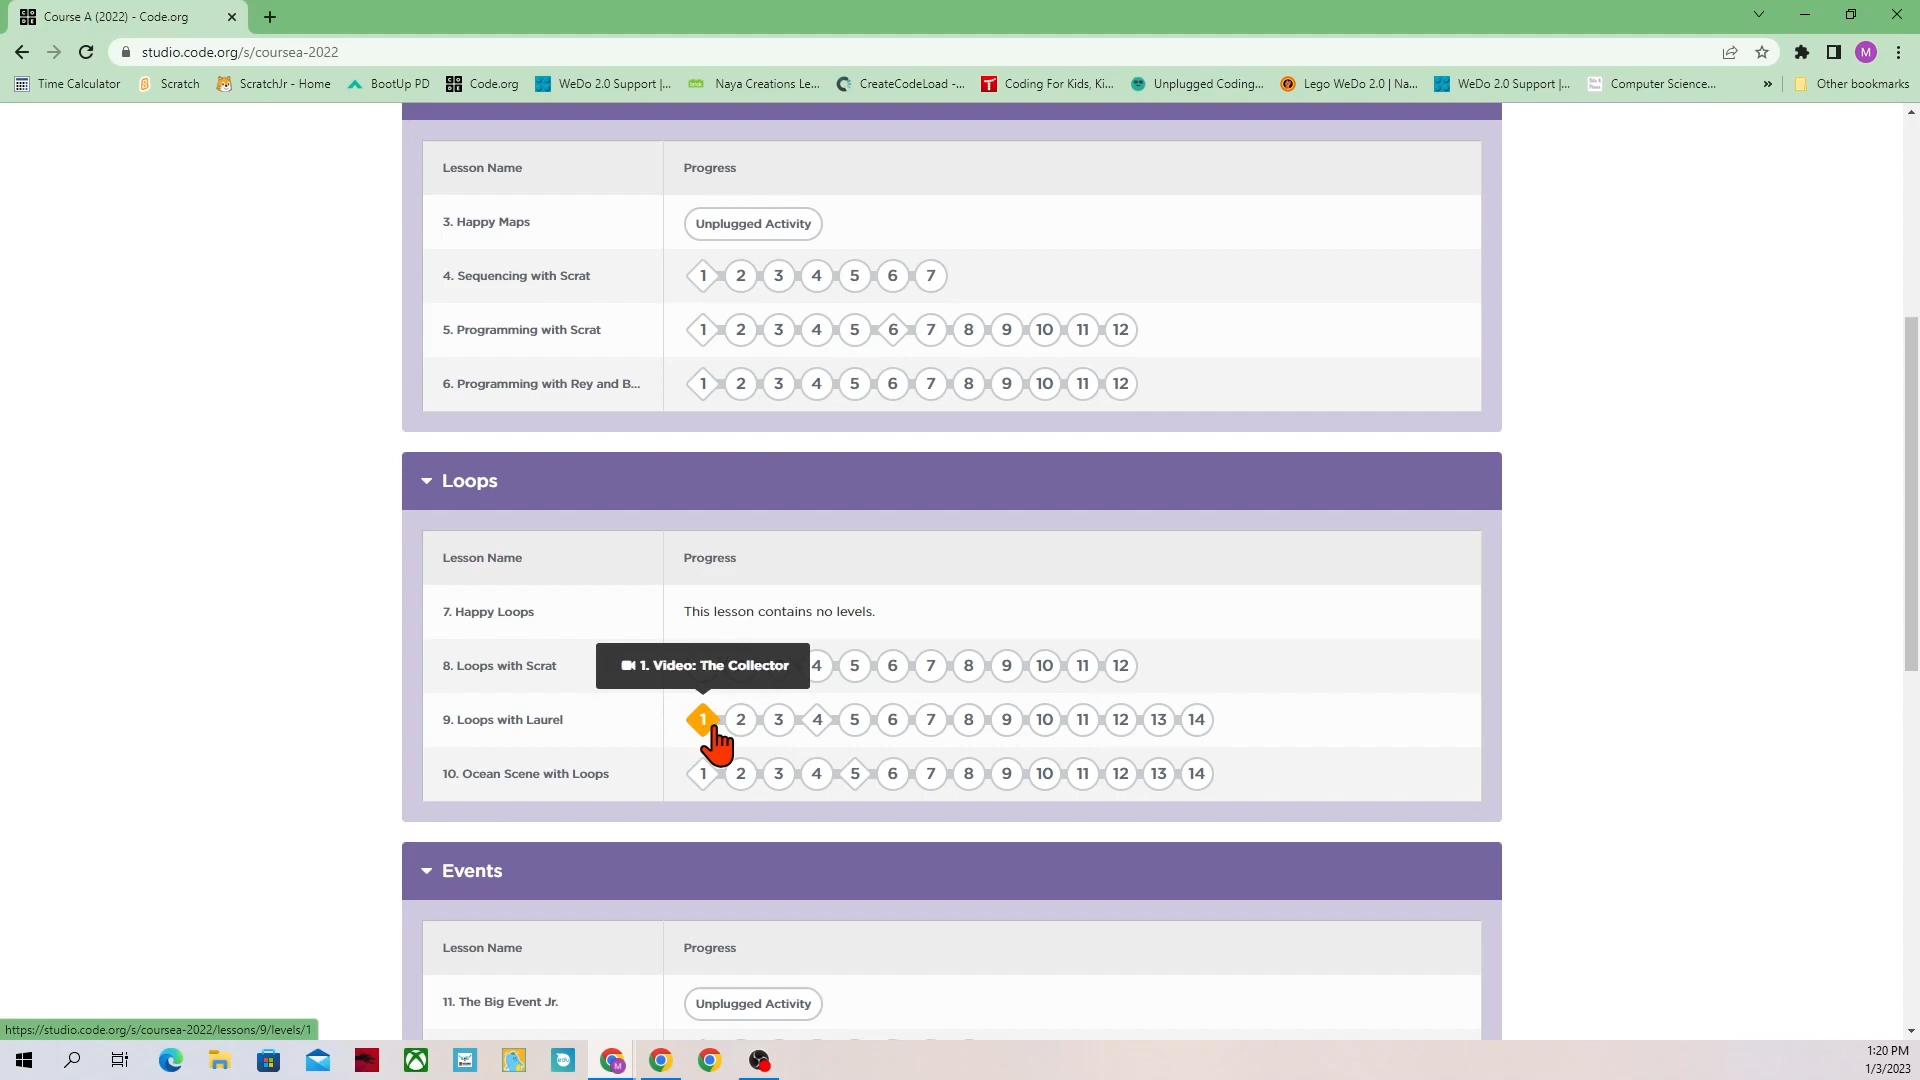 Course A (2022) - Code.org
studio.code.org/s/coursea-2022
M
Time Calculator
Scratch
ScratchJr - Home
BootUp PD
Code.org
WeDo 2.0 Support |...
Naya Creations Le...
CreateCodeLoad -...
Coding For Kids, Ki...
Unplugged Coding...
Lego WeDo 2.0 | Na...
WeDo 2.0 Support |...
Computer Science...
»
Other bookmarks
Lesson Name Progress
3. Happy Maps Unplugged Activity
4. Sequencing with Scrat 1 2 3 4 5 6 7
5. Programming with Scrat 1 2 3 4 5 6 7 8 9 10 11 12
6. Programming with Rey and B... 1 2 3 4 5 6 7 8 9 10 11 12
Loops
Lesson Name Progress
7. Happy Loops This lesson contains no levels.
8. Loops with Scrat 4 5 6 7 8 9 10 11 12
1. Video: The Collector
9. Loops with Laurel 1 2 3 4 5 6 7 8 9 10 11 12 13 14
10. Ocean Scene with Loops 1 2 3 4 5 6 7 8 9 10 11 12 13 14
Events
Lesson Name Progress
11. The Big Event Jr. Unplugged Activity
https://studio.code.org/s/coursea-2022/lessons/9/levels/1
1:20 PM
1/3/2023